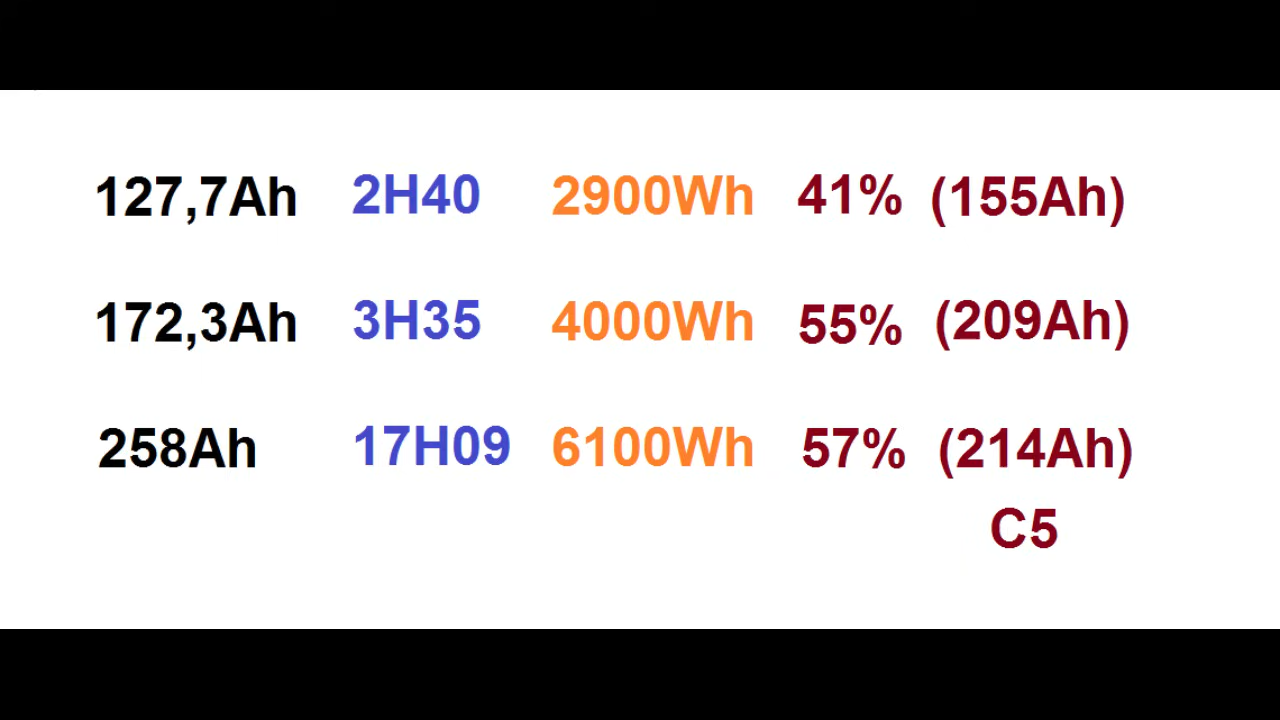 127,7Ah 2H40 2900Wh 41% (155Ah)
172,3Ah 3H35 4000Wh 55% (209Ah)
258Ah 17H09 6100Wh 57% (214Ah)
C5